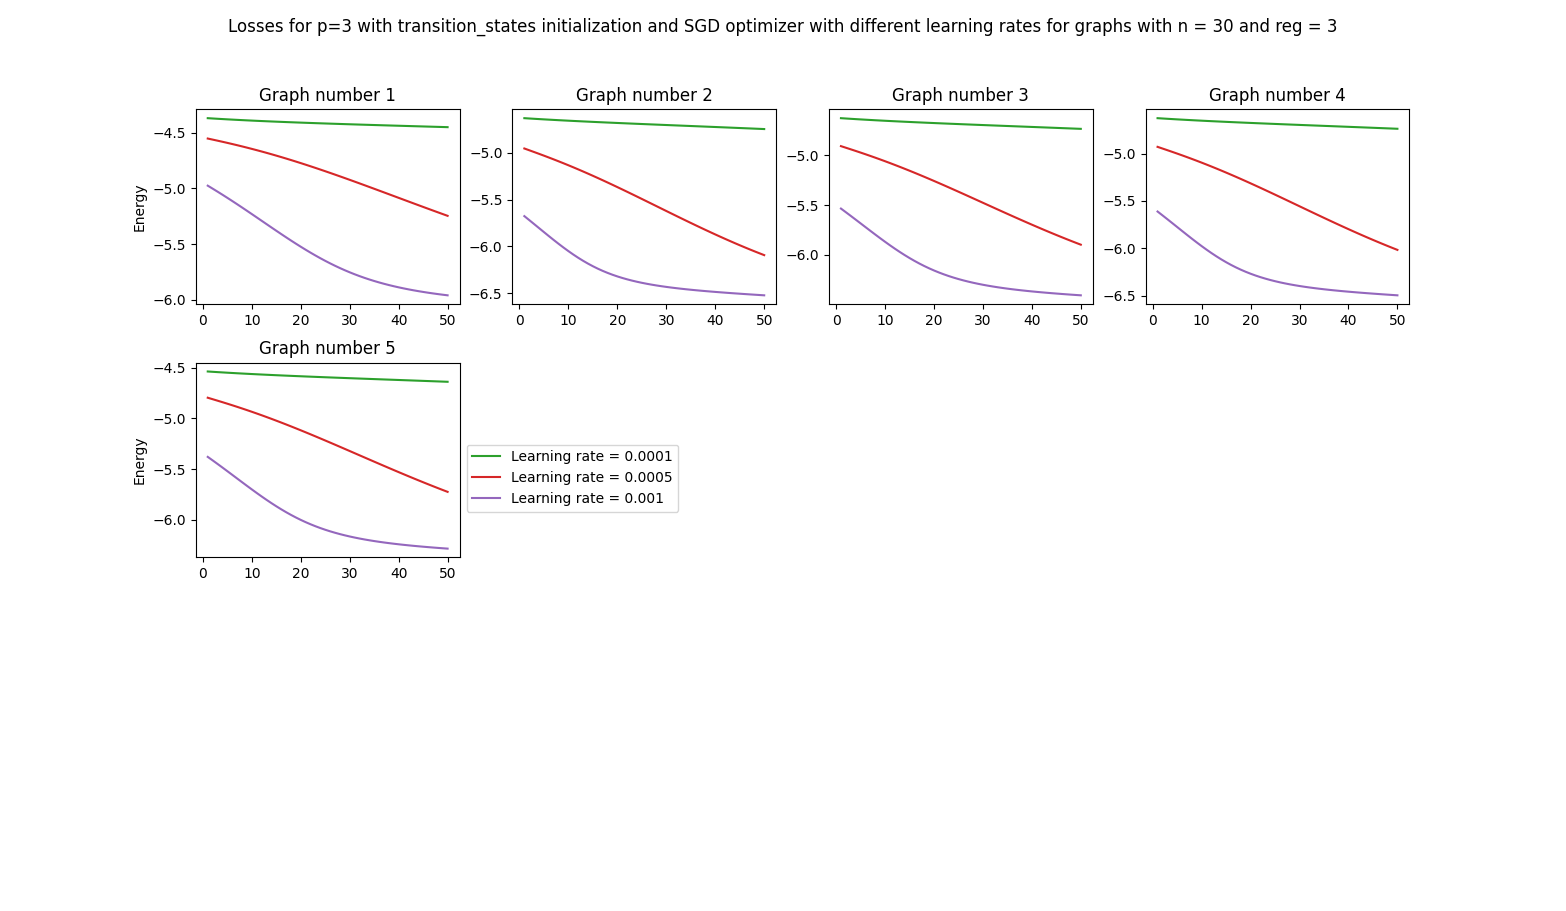 Losses for p=3 with transition_states initialization and SGD optimizer with different learning rates for graphs with n = 30 and reg = 3
Graph number 1
Graph number 2
Graph number 3
Graph number 4
Energy
−4.5
−5.0
−5.5
−6.0
0 10 20 30 40 50
−5.0
−5.5
−6.0
−6.5
0 10 20 30 40 50
−5.0
−5.5
−6.0
0 10 20 30 40 50
−5.0
−5.5
−6.0
−6.5
0 10 20 30 40 50
Graph number 5
Energy
−4.5
−5.0
−5.5
−6.0
0 10 20 30 40 50
Learning rate = 0.0001
Learning rate = 0.0005
Learning rate = 0.001